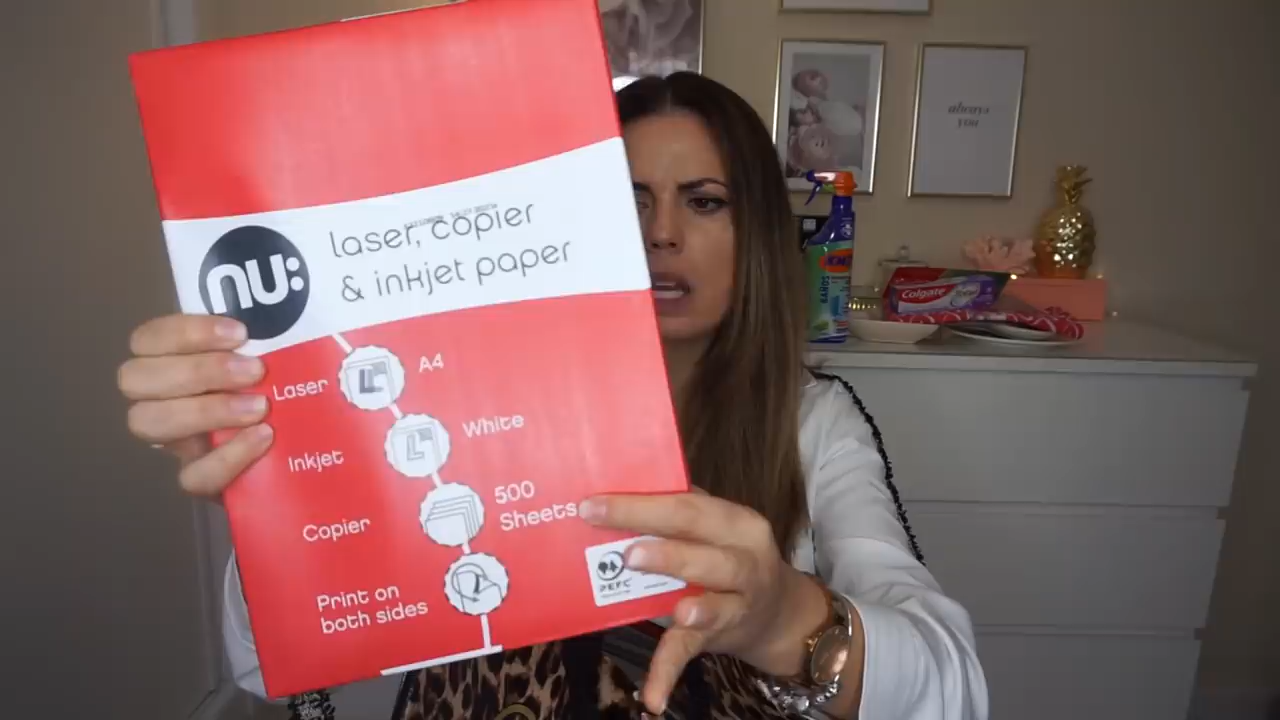 always
you
nu:
laser, copier
& inkjet paper
Laser
A4
Inkjet
White
Copier
500
Sheets
Print on
both sides
PEFC
Colgate
BAÑOS